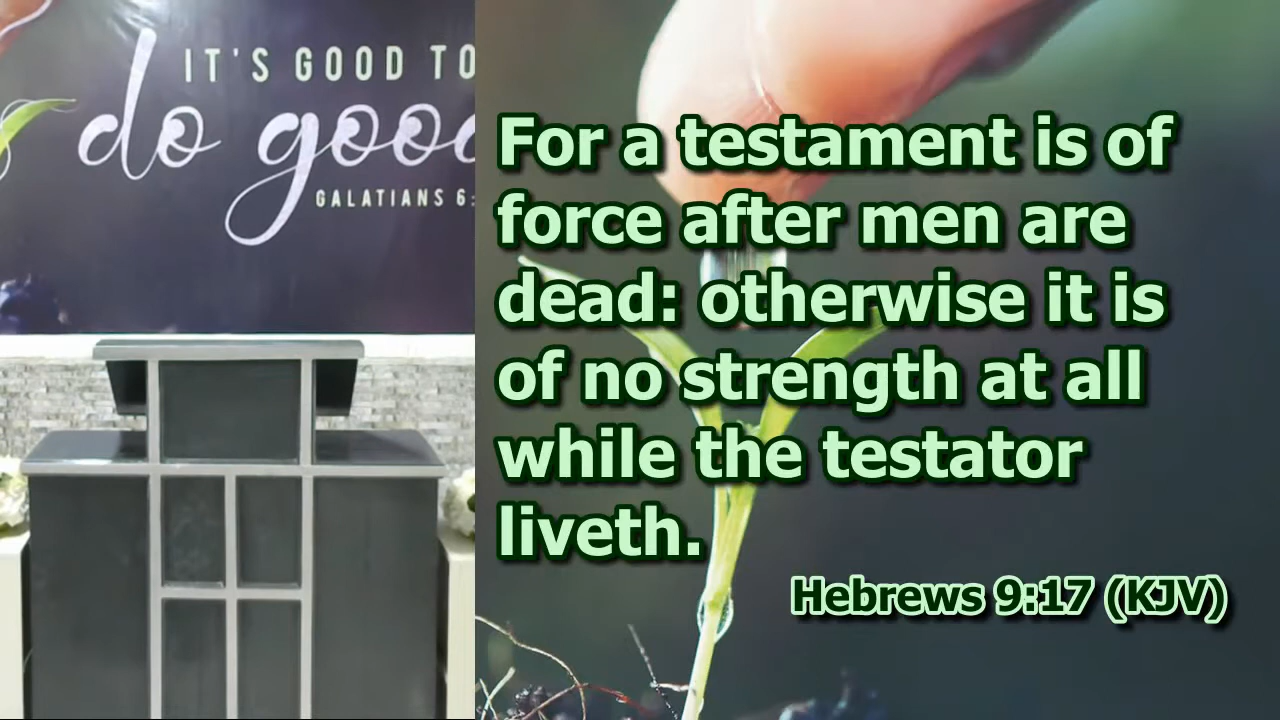 IT'S GOOD TO
do good
GALATIANS 6:
For a testament is of
force after men are
dead: otherwise it is
of no strength at all
while the testator
liveth.
Hebrews 9:17 (KJV)